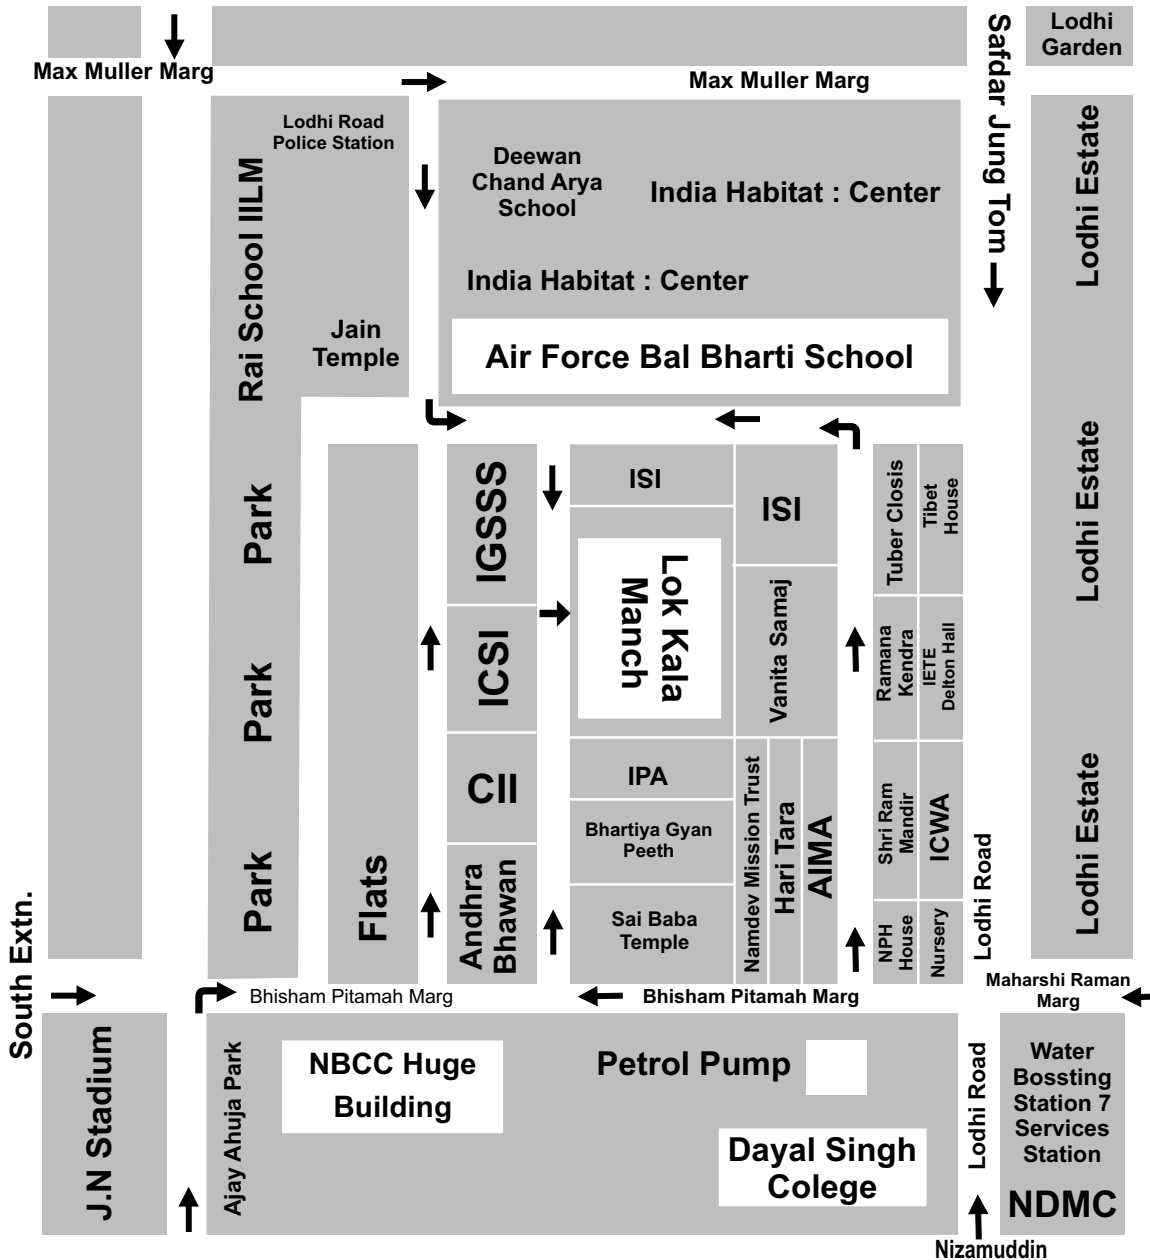 Lodhi
Garden
Max Muller Marg
Max Muller Marg
Safdar Jung Tom
Lodhi Road
Police Station
Rai School IILM
Jain
Temple
Deewan
Chand Arya
School
India Habitat : Center
India Habitat : Center
Air Force Bal Bharti School
Lodhi Estate
Lodhi Estate
Lodhi Estate
Park
Park
Park
Flats
IGSSS
ICSI
CII
Andhra
Bhawan
ISI
ISI
Lok Kala
Manch
Vanita Samaj
IPA
Bhartiya Gyan
Peeth
Sai Baba
Temple
Namdev Mission Trust
Hari Tara
AIMA
Tuber Closis
Tibet
House
Ramana
Kendra
IETE
Delton Hall
Shri Ram
Mandir
ICWA
NPH
House
Nursery
Lodhi Road
South Extn.
Bhisham Pitamah Marg
Bhisham Pitamah Marg
Maharshi Raman
Marg
J.N Stadium
Ajay Ahuja Park
NBCC Huge
Building
Petrol Pump
Dayal Singh
Colege
Lodhi Road
Water
Bossting
Station 7
Services
Station
NDMC
Nizamuddin